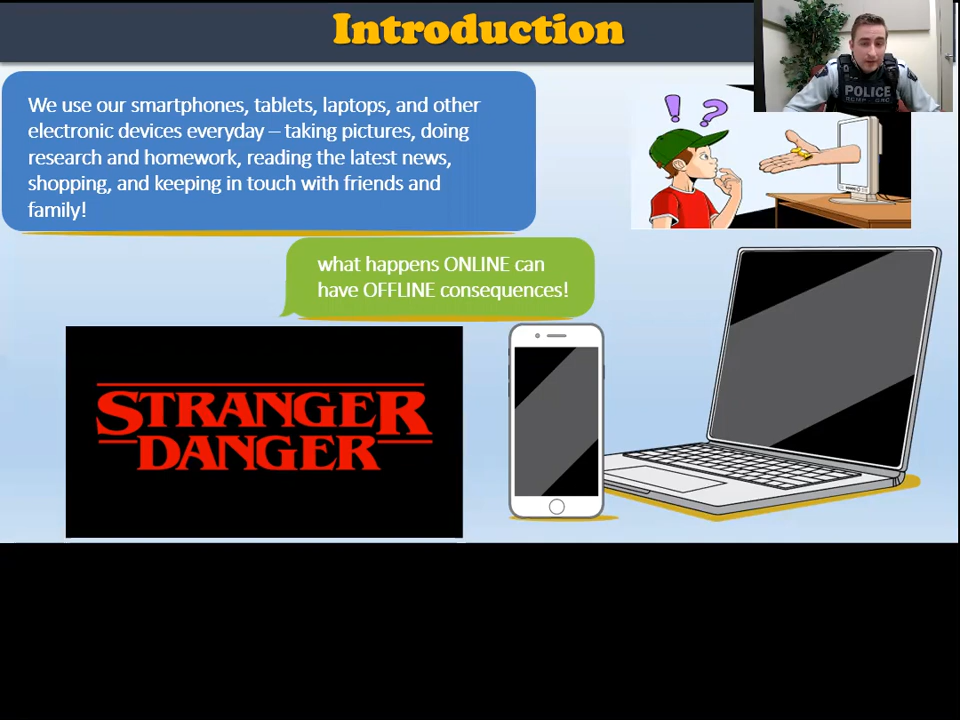 Introduction
We use our smartphones, tablets, laptops, and other
electronic devices everyday – taking pictures, doing
research and homework, reading the latest news,
shopping, and keeping in touch with friends and
family!
! ?
what happens ONLINE can
have OFFLINE consequences!
STRANGER
DANGER
POLICE
RCMP GRC